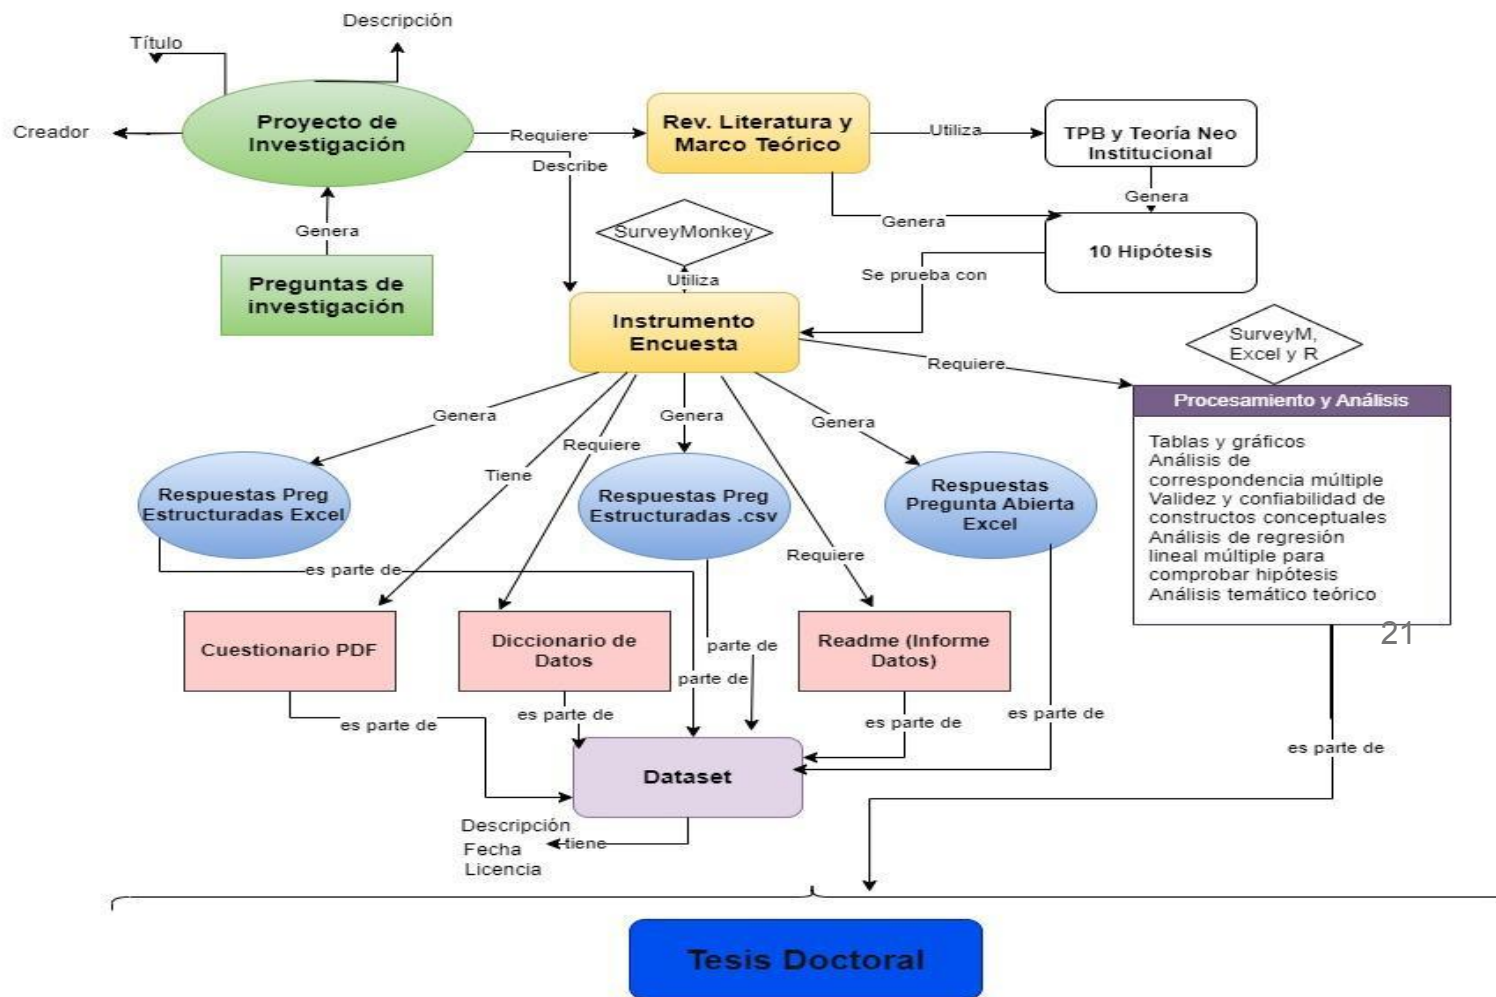 Descripción
Título
Creador
Proyecto de
Investigación
Requiere
Describe
Rev. Literatura y
Marco Teórico
Utiliza
TPB y Teoría Neo
Institucional
Genera
Genera
10 Hipótesis
Se prueba con
Genera
Preguntas de
investigación
SurveyMonkey
Utiliza
Instrumento
Encuesta
Requiere
SurveyM,
Excel y R
Procesamiento y Análisis
Tablas y gráficos
Análisis de
correspondencia múltiple
Validez y confiabilidad de
constructos conceptuales
Análisis de regresión
lineal múltiple para
comprobar hipótesis
Análisis temático teórico
21
Genera
Tiene
Requiere
Genera
Requiere
Genera
Respuestas Preg
Estructuradas Excel
Respuestas Preg
Estructuradas .csv
Respuestas
Pregunta Abierta
Excel
es parte de
Cuestionario PDF
Diccionario de
Datos
parte de
parte de
Readme (Informe
Datos)
es parte de
es parte de
es parte de
es parte de
es parte de
Dataset
Descripción
Fecha
Licencia
tiene
Tesis Doctoral